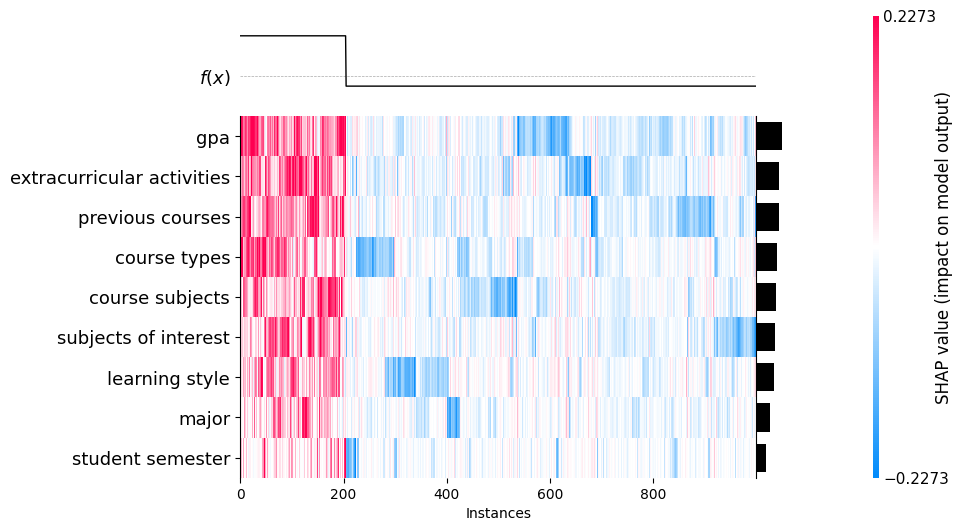 0.2273
f(x)
gpa
extracurricular activities
previous courses
course types
course subjects
subjects of interest
learning style
major
student semester
0
200
400
600
800
Instances
−0.2273
SHAP value (impact on model output)